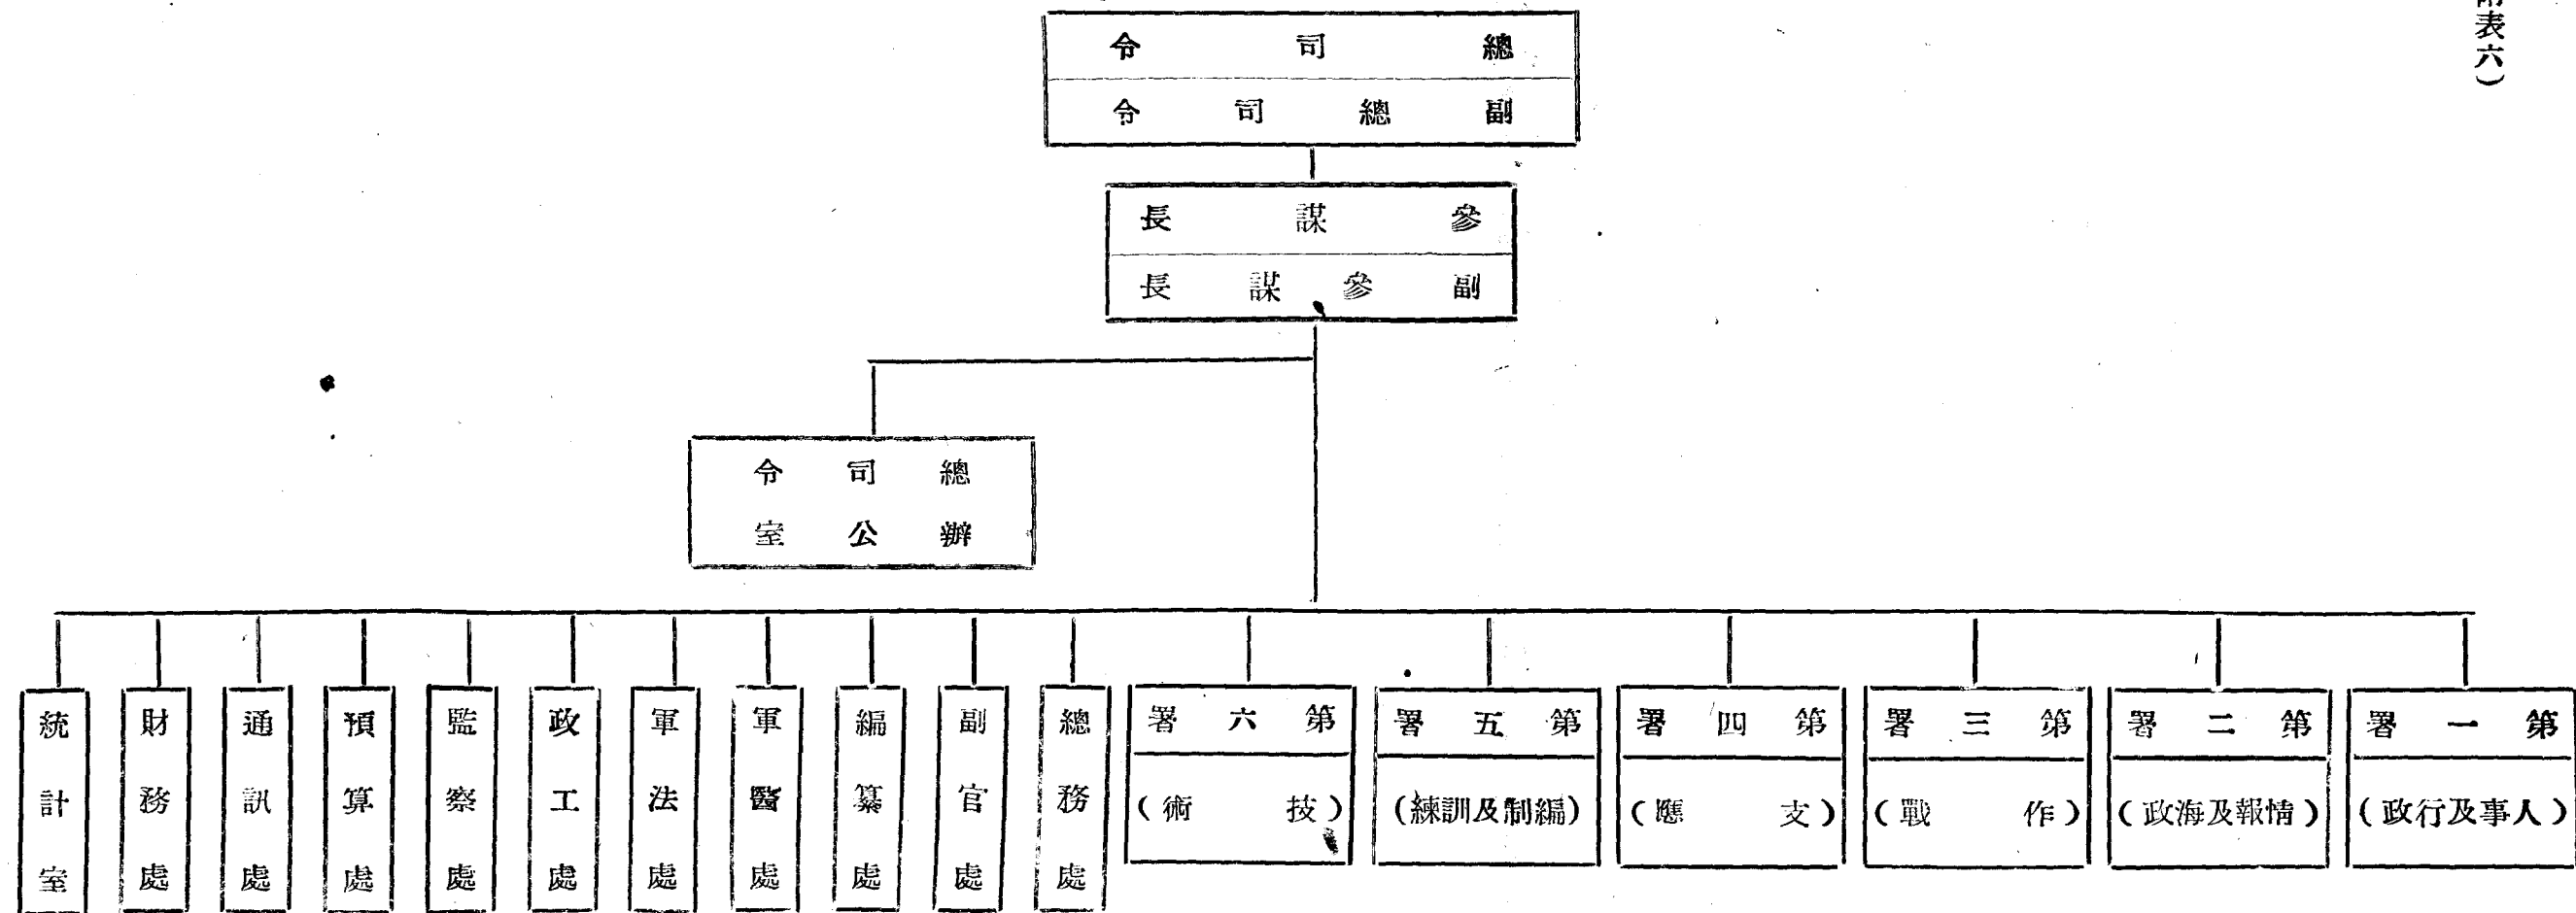 附表六）
總司令
副總司令
參謀長
副參謀長
總司令
辦公室
第一署
（人事及行政）
第二署
（情報及海政）
第三署
（作戰）
第四署
（支應）
第五署
（編制及訓練）
第六署
（技術）
總務處
副官處
編纂處
軍醫處
軍法處
政工處
監察處
預算處
通訊處
財務處
統計室